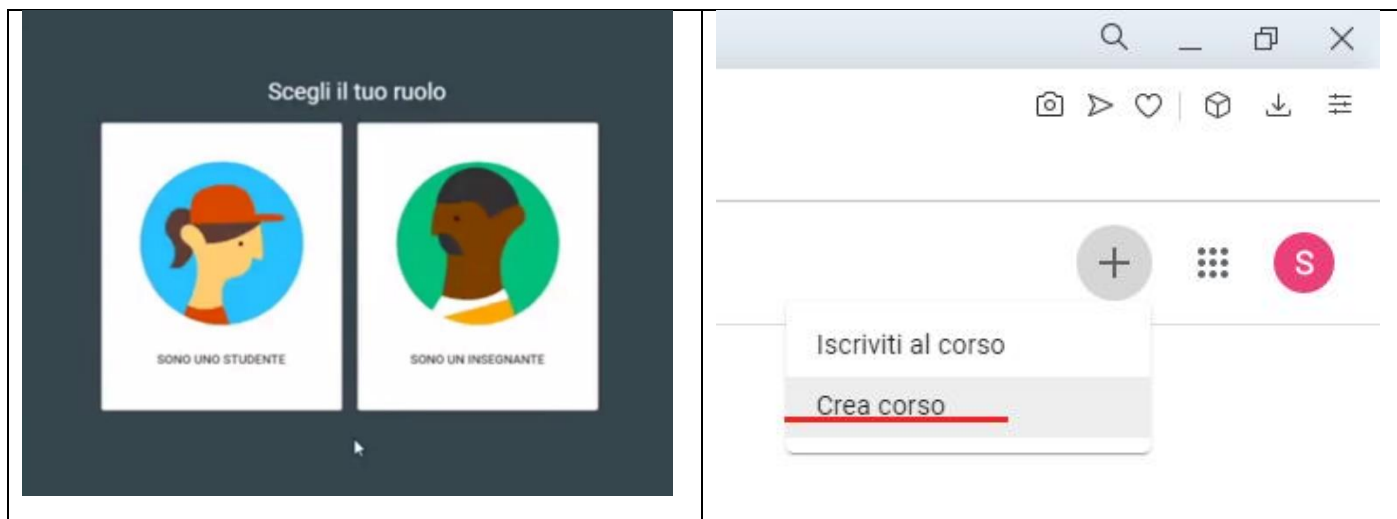 Scegli il tuo ruolo
SONO UNO STUDENTE
SONO UN INSEGNANTE
S
Iscriviti al corso
Crea corso